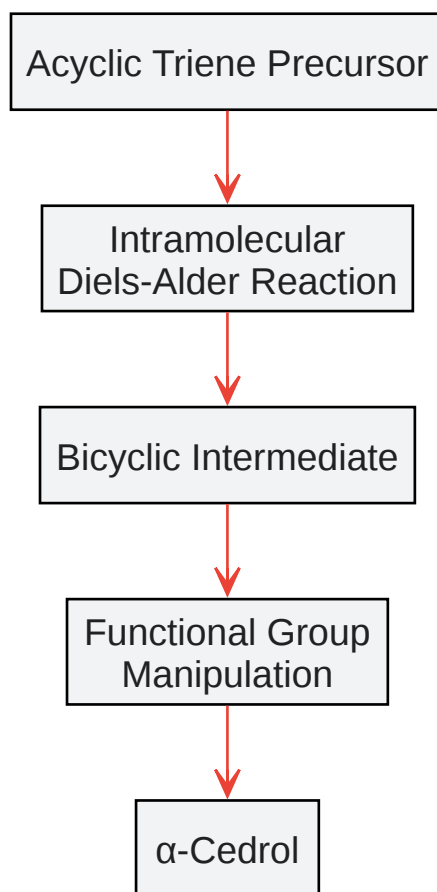 Acyclic Triene Precursor
Intramolecular
Diels-Alder Reaction
Bicyclic Intermediate
Functional Group
Manipulation
α-Cedrol